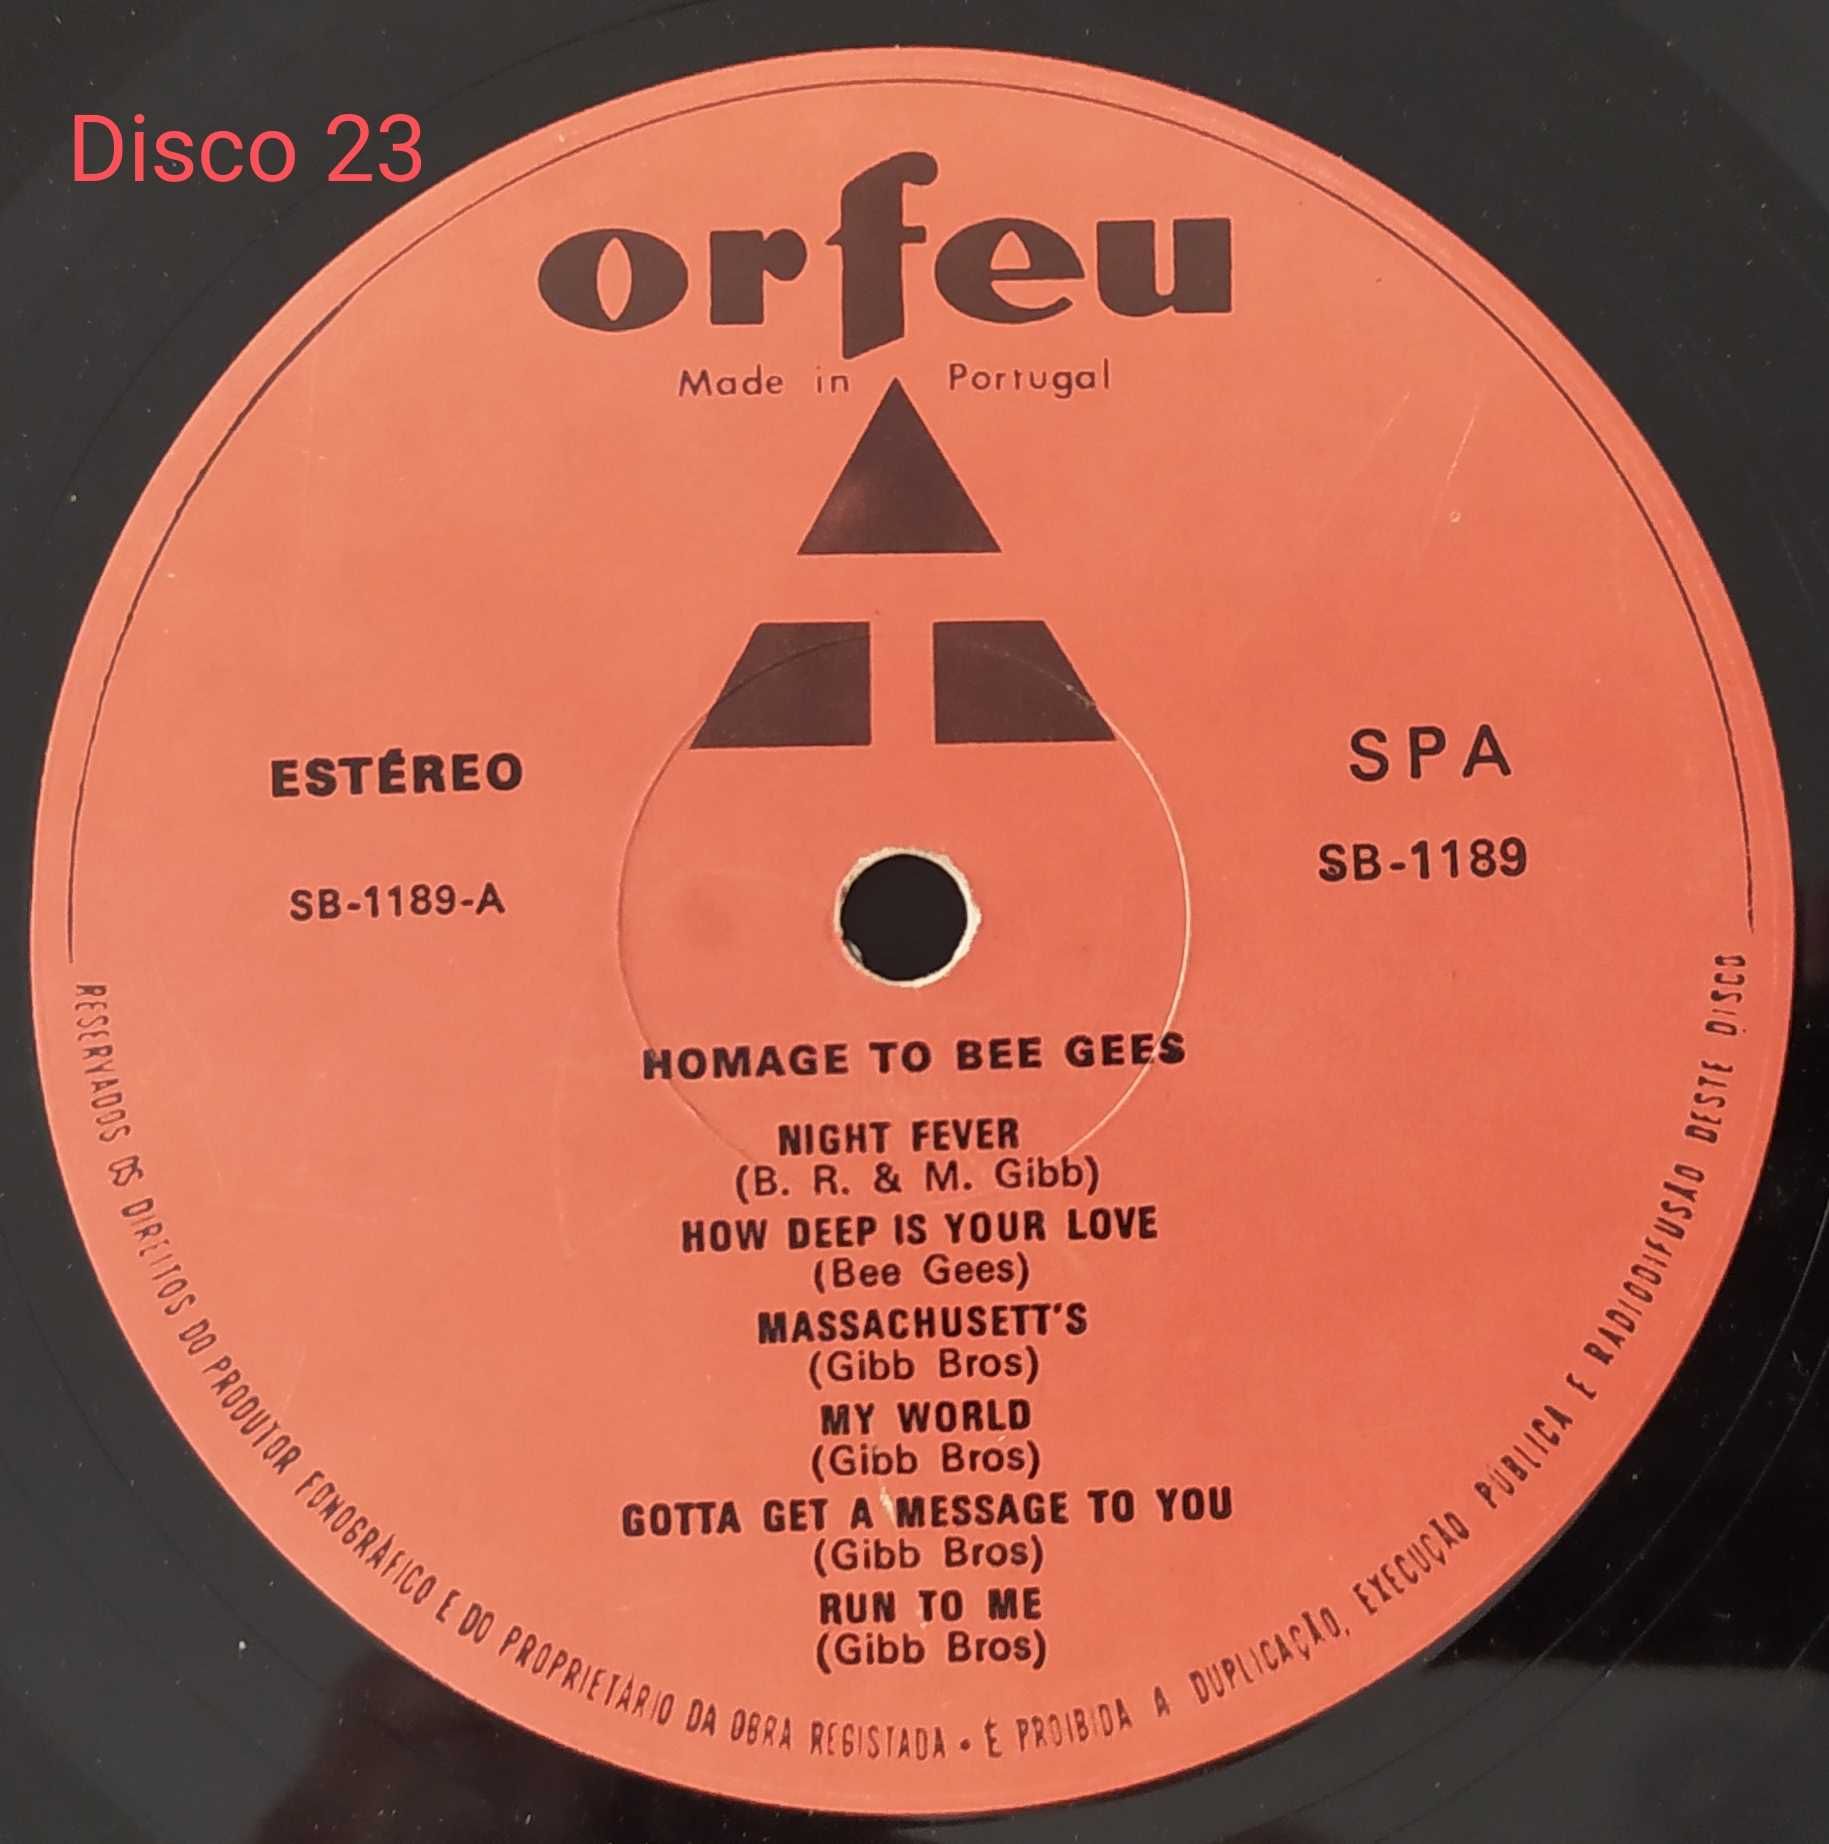 Disco 23
orfeu
Made in Portugal
ESTÉREO
SPA
SB-1189-A
SB-1189
HOMAGE TO BEE GEES
NIGHT FEVER
(B. R. & M. Gibb)
HOW DEEP IS YOUR LOVE
(Bee Gees)
MASSACHUSETT'S
(Gibb Bros)
MY WORLD
(Gibb Bros)
GOTTA GET A MESSAGE TO YOU
(Gibb Bros)
RUN TO ME
(Gibb Bros)
RESERVADOS OS DIREITOS DO PRODUTOR FONOGRÁFICO E DO PROPRIETÁRIO DA OBRA REGISTADA • É PROIBIDA A DUPLICAÇÃO, EXECUÇÃO PÚBLICA E RADIODIFUSÃO DESTE DISCO